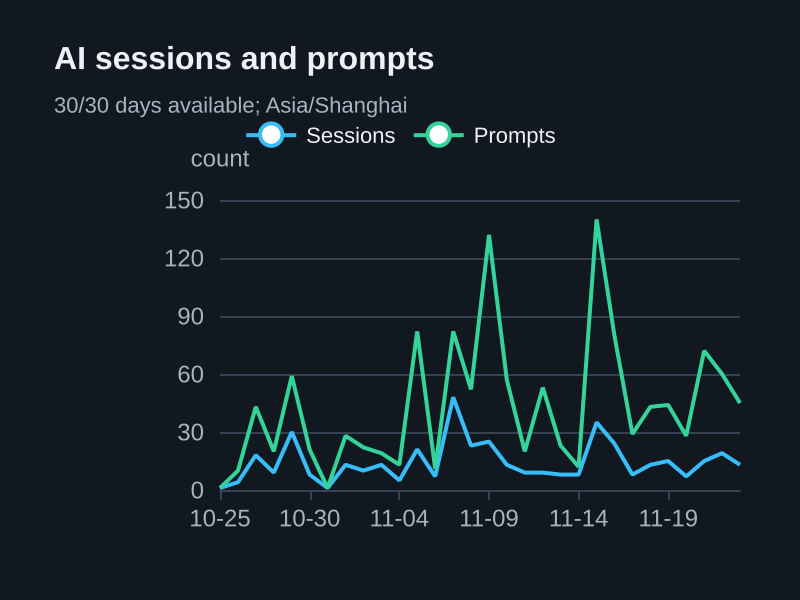 AI sessions and prompts
30/30 days available; Asia/Shanghai
Sessions Prompts
count
150
120
90
60
30
0
10-25 10-30 11-04 11-09 11-14 11-19